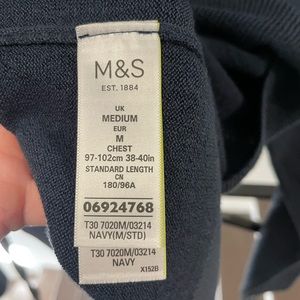 M&S
EST. 1884
UK
MEDIUM
EUR
M
CHEST
97-102cm 38-40in
STANDARD LENGTH
CN
180/96A
06924768
T30 7020M/03214
NAVY(M/STD)
T30 7020M/03214
NAVY
X152B